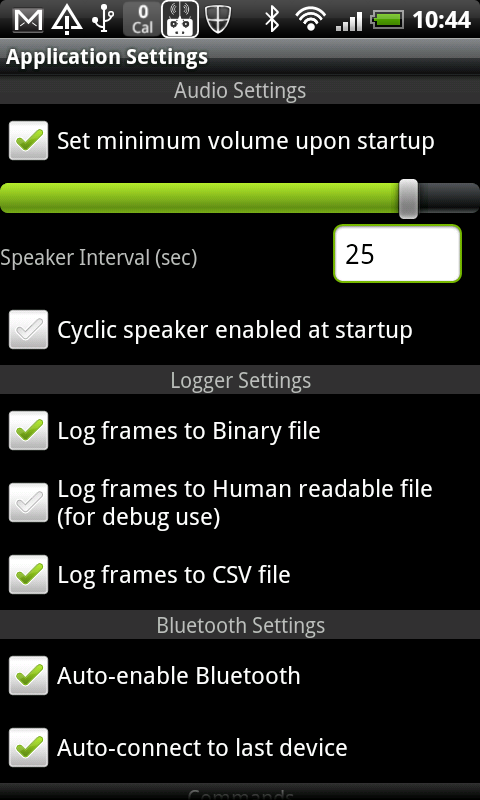 0
Cal
10:44
Application Settings
Audio Settings
Set minimum volume upon startup
Speaker Interval (sec)
25
Cyclic speaker enabled at startup
Logger Settings
Log frames to Binary file
Log frames to Human readable file
(for debug use)
Log frames to CSV file
Bluetooth Settings
Auto-enable Bluetooth
Auto-connect to last device
Commands